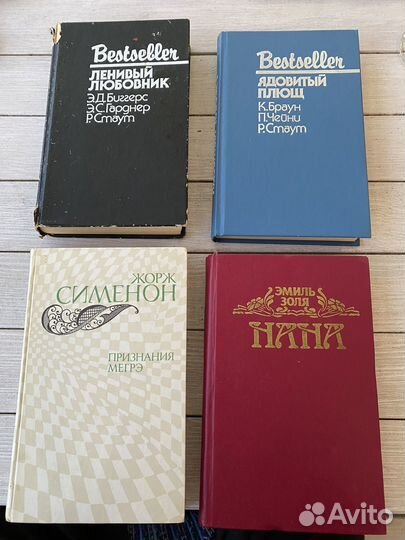 Bestseller
ЛЕНИВЫЙ
ЛЮБОВНИК
Э.Д.Биггерс
Э.С.Гарднер
Р.Стаут
Bestseller
ЯДОВИТЫЙ
ПЛЮЩ
К.Браун
П.Чейни
Р.Стаут
ЖОРЖ
СИМЕНОН
ПРИЗНАНИЯ
МЕГРЭ
ЭМИЛЬ
ЗОЛЯ
НАНА
Avito